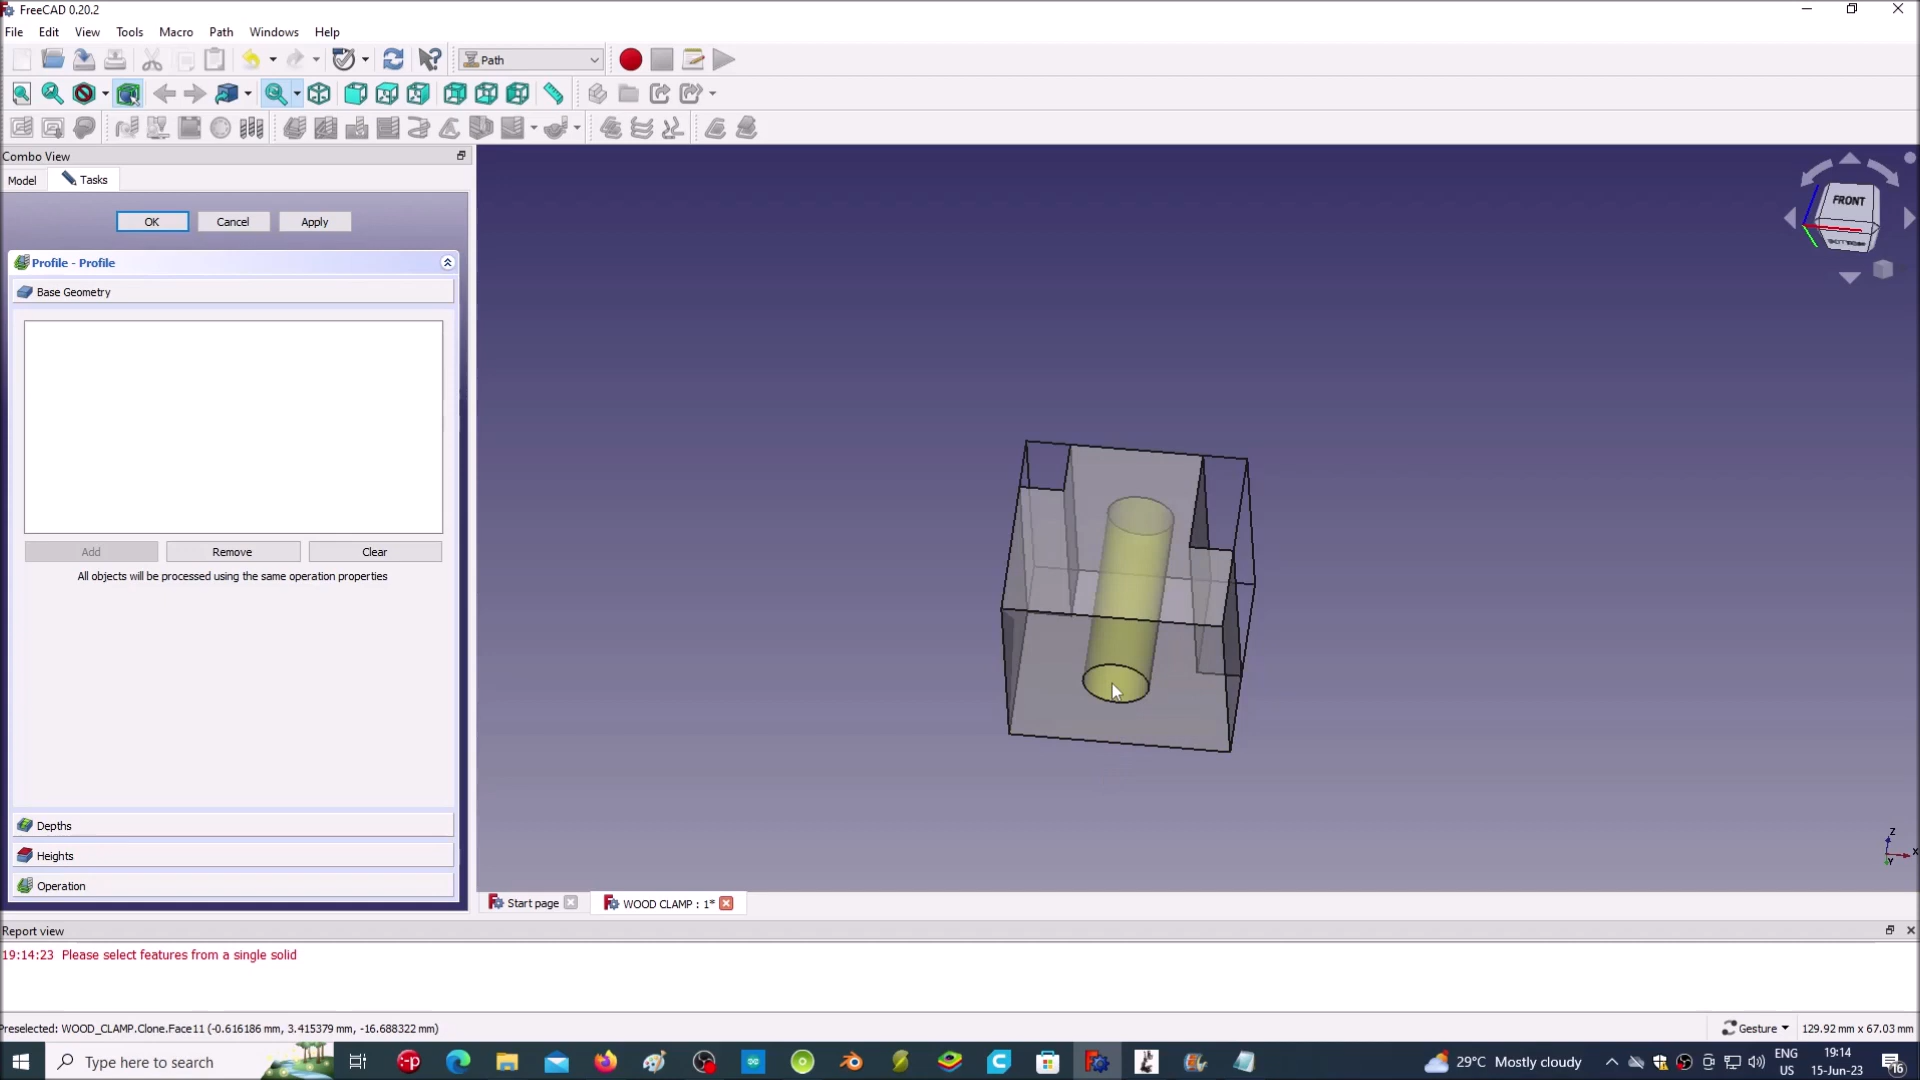 FreeCAD 0.20.2
File Edit View Tools Macro Path Windows Help
Path
Combo View
Model Tasks
OK Cancel Apply
Profile - Profile
Base Geometry
Add Remove Clear
All objects will be processed using the same operation properties
Depths
Heights
Operation
FRONT
Z
X
Y
Start page WOOD CLAMP : 1*
Report view
19:14:23 Please select features from a single solid
Preselected: WOOD_CLAMP.Clone.Face11 (-0.616186 mm, 3.415379 mm, -16.688322 mm)
Gesture 129.92 mm x 67.03 mm
Type here to search
29°C Mostly cloudy
ENG
US
19:14
15-Jun-23
16